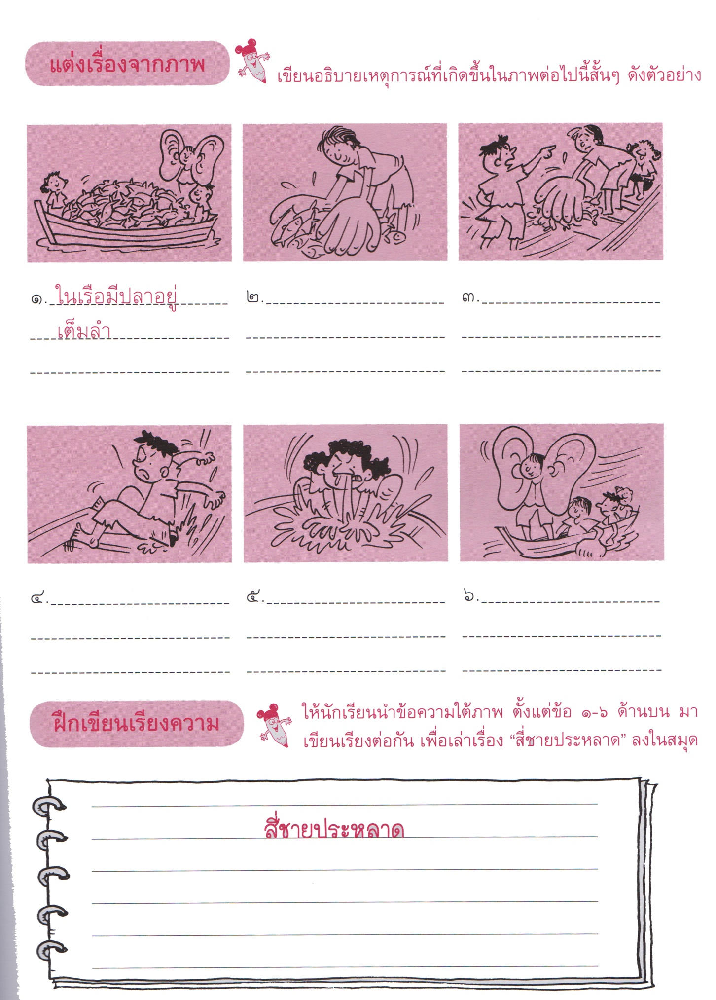 แต่งเรื่องจากภาพ
เขียนอธิบายเหตุการณ์ที่เกิดขึ้นในภาพต่อไปนี้สั้นๆ ดังตัวอย่าง
๑. ในเรือมีปลาอยู่
เต็มลำ
๒.
๓.
๔.
๕.
๖.
ฝึกเขียนเรียงความ
ให้นักเรียนนำข้อความใต้ภาพ ตั้งแต่ข้อ ๑-๖ ด้านบน มา
เขียนเรียงต่อกัน เพื่อเล่าเรื่อง “สี่ชายประหลาด” ลงในสมุด
สี่ชายประหลาด